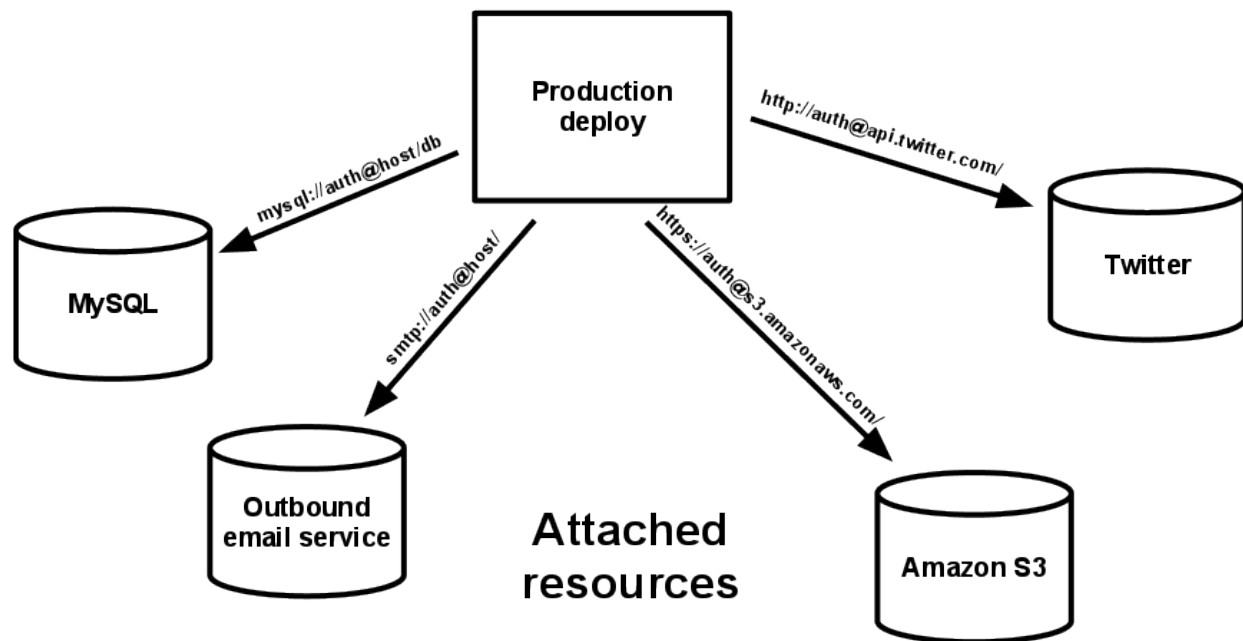 Production
deploy
mysql://auth@host/db
http://auth@api.twitter.com/
smtp://auth@host/
https://auth@s3.amazonaws.com/
MySQL
Twitter
Outbound
email service
Attached
resources
Amazon S3